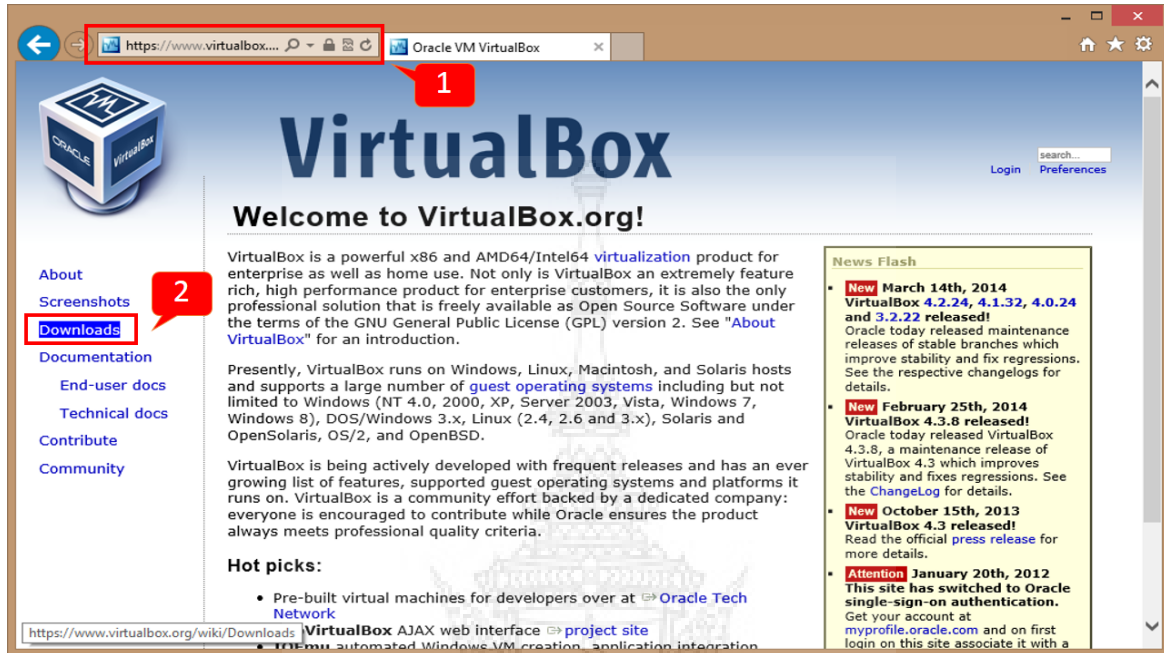 https://www.virtualbox....
Oracle VM VirtualBox
1
ORACLE
VirtualBox
VirtualBox
search...
Login Preferences
Welcome to VirtualBox.org!
About
Screenshots
2
Downloads
Documentation
End-user docs
Technical docs
Contribute
Community
VirtualBox is a powerful x86 and AMD64/Intel64 virtualization product for
enterprise as well as home use. Not only is VirtualBox an extremely feature
rich, high performance product for enterprise customers, it is also the only
professional solution that is freely available as Open Source Software under
the terms of the GNU General Public License (GPL) version 2. See "About
VirtualBox" for an introduction.
Presently, VirtualBox runs on Windows, Linux, Macintosh, and Solaris hosts
and supports a large number of guest operating systems including but not
limited to Windows (NT 4.0, 2000, XP, Server 2003, Vista, Windows 7,
Windows 8), DOS/Windows 3.x, Linux (2.4, 2.6 and 3.x), Solaris and
OpenSolaris, OS/2, and OpenBSD.
VirtualBox is being actively developed with frequent releases and has an ever
growing list of features, supported guest operating systems and platforms it
runs on. VirtualBox is a community effort backed by a dedicated company:
everyone is encouraged to contribute while Oracle ensures the product
always meets professional quality criteria.
Hot picks:
• Pre-built virtual machines for developers over at Oracle Tech
Network
VirtualBox AJAX web interface project site
automated Windows VM creation, application integration
https://www.virtualbox.org/wiki/Downloads
News Flash
New March 14th, 2014
VirtualBox 4.2.24, 4.1.32, 4.0.24
and 3.2.22 released!
Oracle today released maintenance
releases of stable branches which
improve stability and fix regressions.
See the respective changelogs for
details.
New February 25th, 2014
VirtualBox 4.3.8 released!
Oracle today released VirtualBox
4.3.8, a maintenance release of
VirtualBox 4.3 which improves
stability and fixes regressions. See
the ChangeLog for details.
New October 15th, 2013
VirtualBox 4.3 released!
Read the official press release for
more details.
Attention January 20th, 2012
This site has switched to Oracle
single-sign-on authentication.
Get your account at
myprofile.oracle.com and on first
login on this site associate it with a